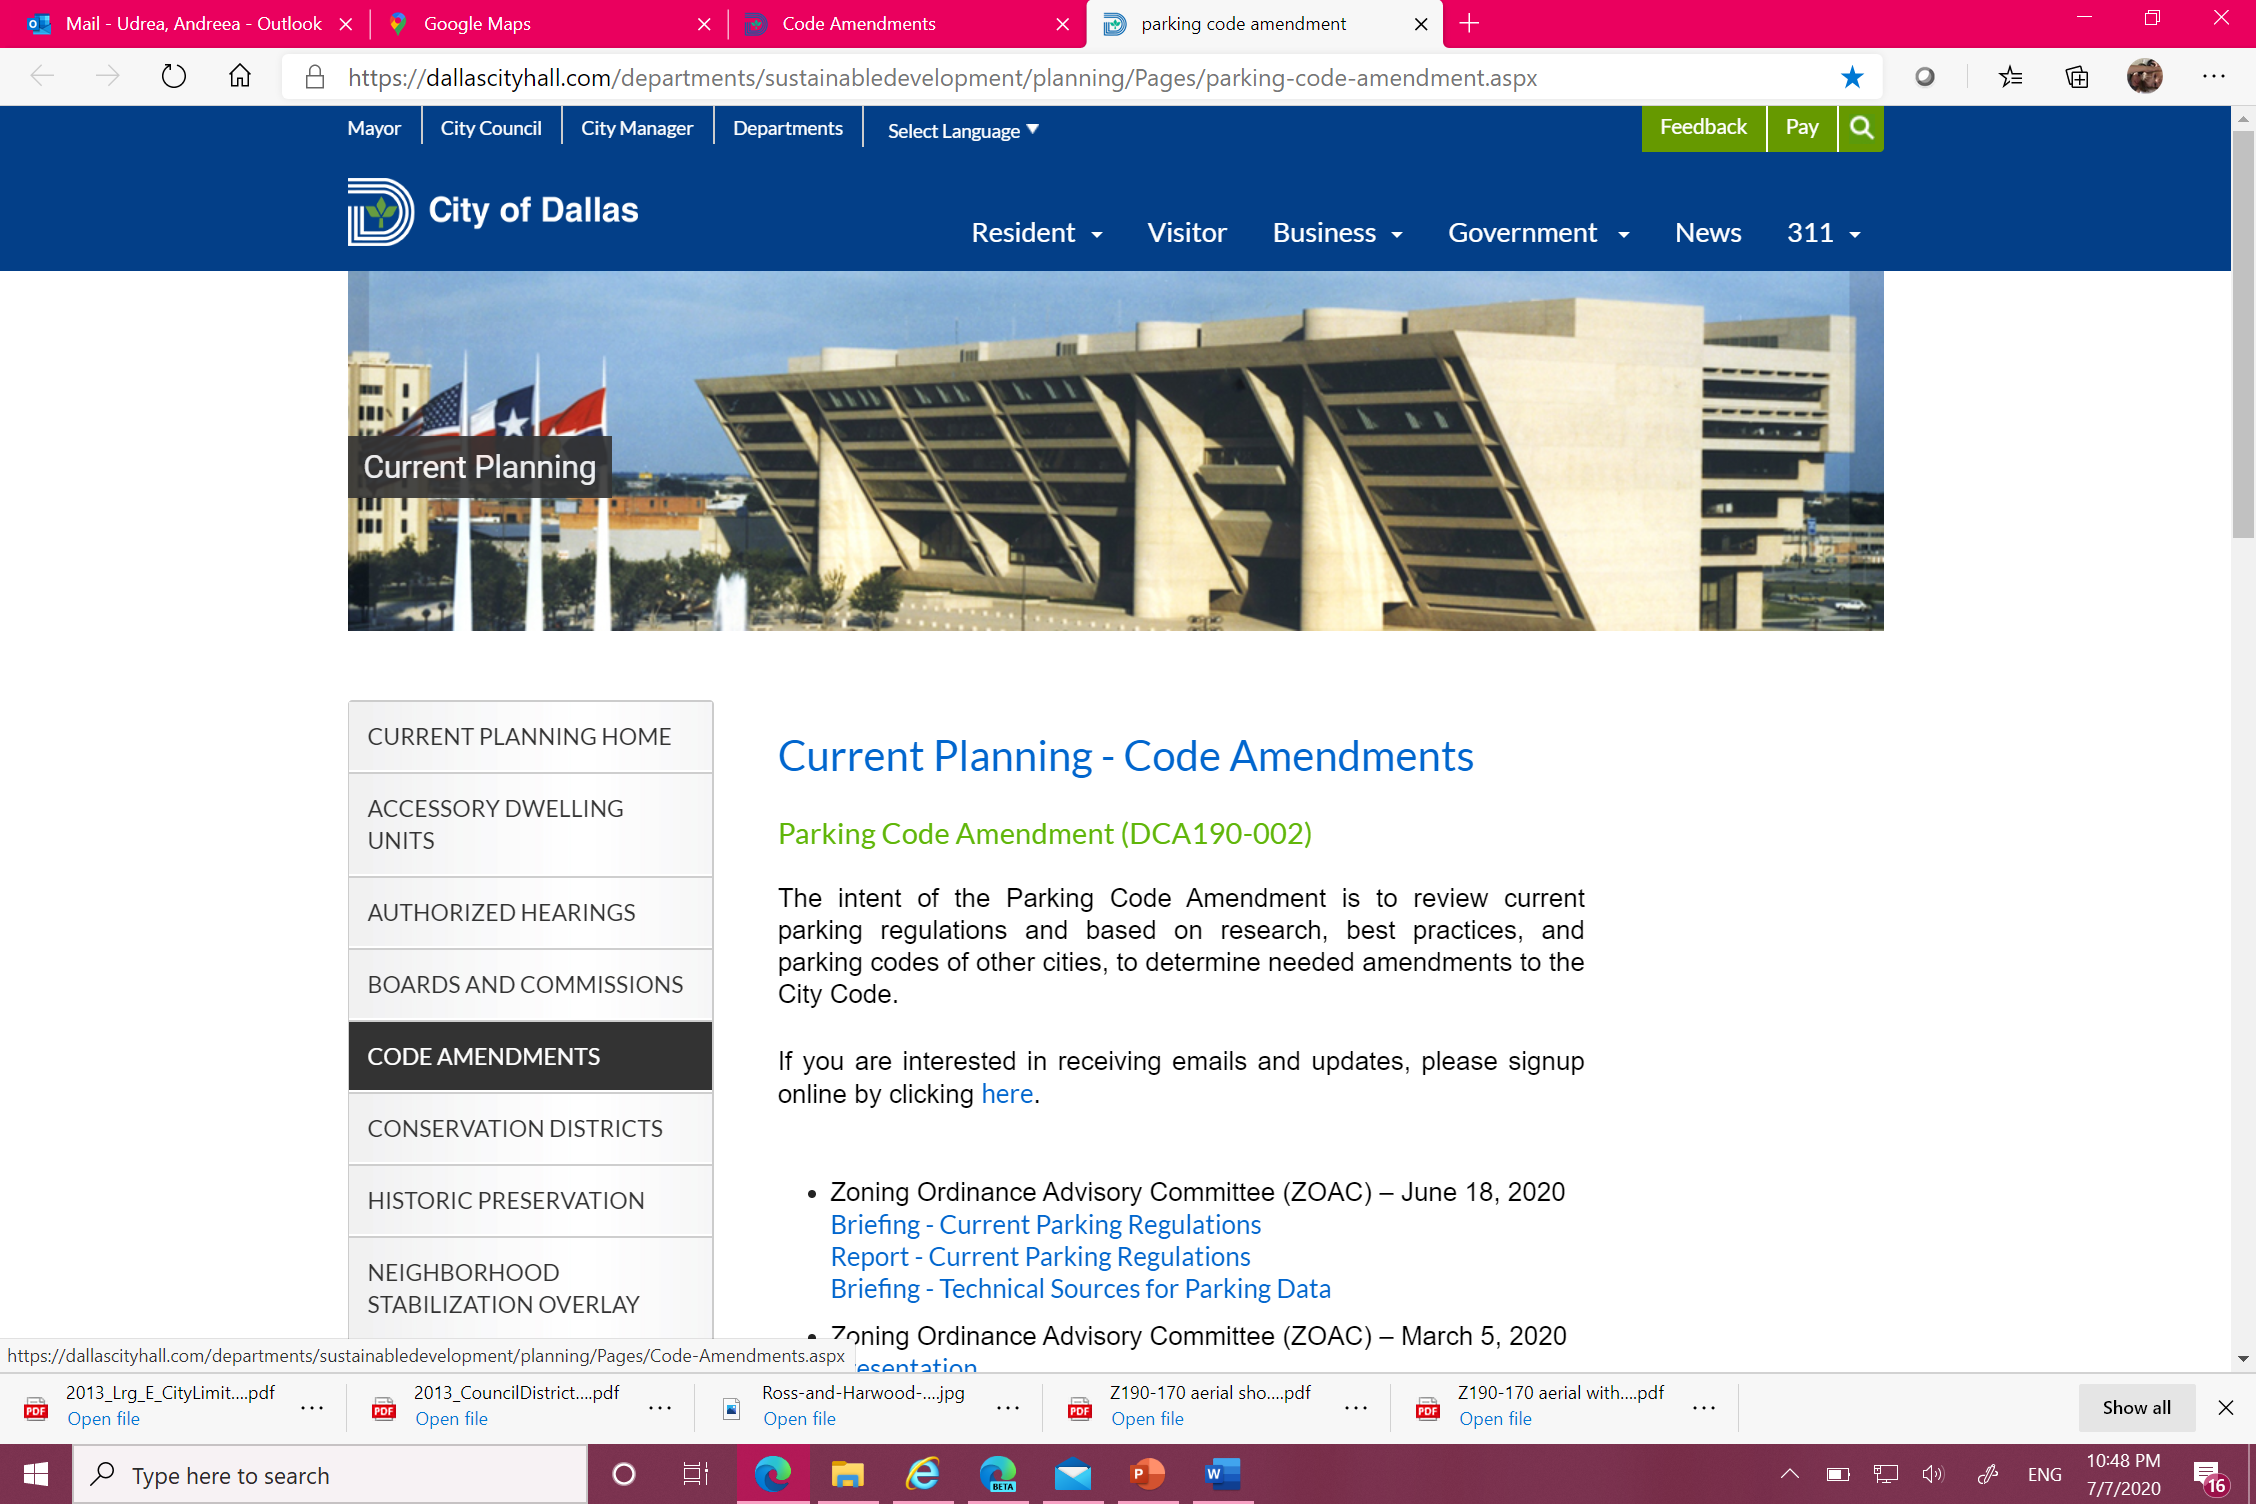 Mail - Udrea, Andreea - Outlook
Google Maps
Code Amendments
parking code amendment
https://dallascityhall.com/departments/sustainabledevelopment/planning/Pages/parking-code-amendment.aspx
Mayor
City Council
City Manager
Departments
Select Language
Feedback
Pay
City of Dallas
Resident
Visitor
Business
Government
News
311
Current Planning
CURRENT PLANNING HOME
ACCESSORY DWELLING
UNITS
AUTHORIZED HEARINGS
BOARDS AND COMMISSIONS
CODE AMENDMENTS
CONSERVATION DISTRICTS
HISTORIC PRESERVATION
NEIGHBORHOOD
STABILIZATION OVERLAY
Current Planning - Code Amendments
Parking Code Amendment (DCA190-002)
The intent of the Parking Code Amendment is to review current
parking regulations and based on research, best practices, and
parking codes of other cities, to determine needed amendments to the
City Code.
If you are interested in receiving emails and updates, please signup
online by clicking here.
• Zoning Ordinance Advisory Committee (ZOAC) – June 18, 2020
Briefing - Current Parking Regulations
Report - Current Parking Regulations
Briefing - Technical Sources for Parking Data
• Zoning Ordinance Advisory Committee (ZOAC) – March 5, 2020
Presentation
https://dallascityhall.com/departments/sustainabledevelopment/planning/Pages/Code-Amendments.aspx
2013_Lrg_E_CityLimit....pdf
Open file
2013_CouncilDistrict....pdf
Open file
Ross-and-Harwood-....jpg
Open file
Z190-170 aerial sho....pdf
Open file
Z190-170 aerial with....pdf
Open file
Show all
Type here to search
BETA
ENG
10:48 PM
7/7/2020
16